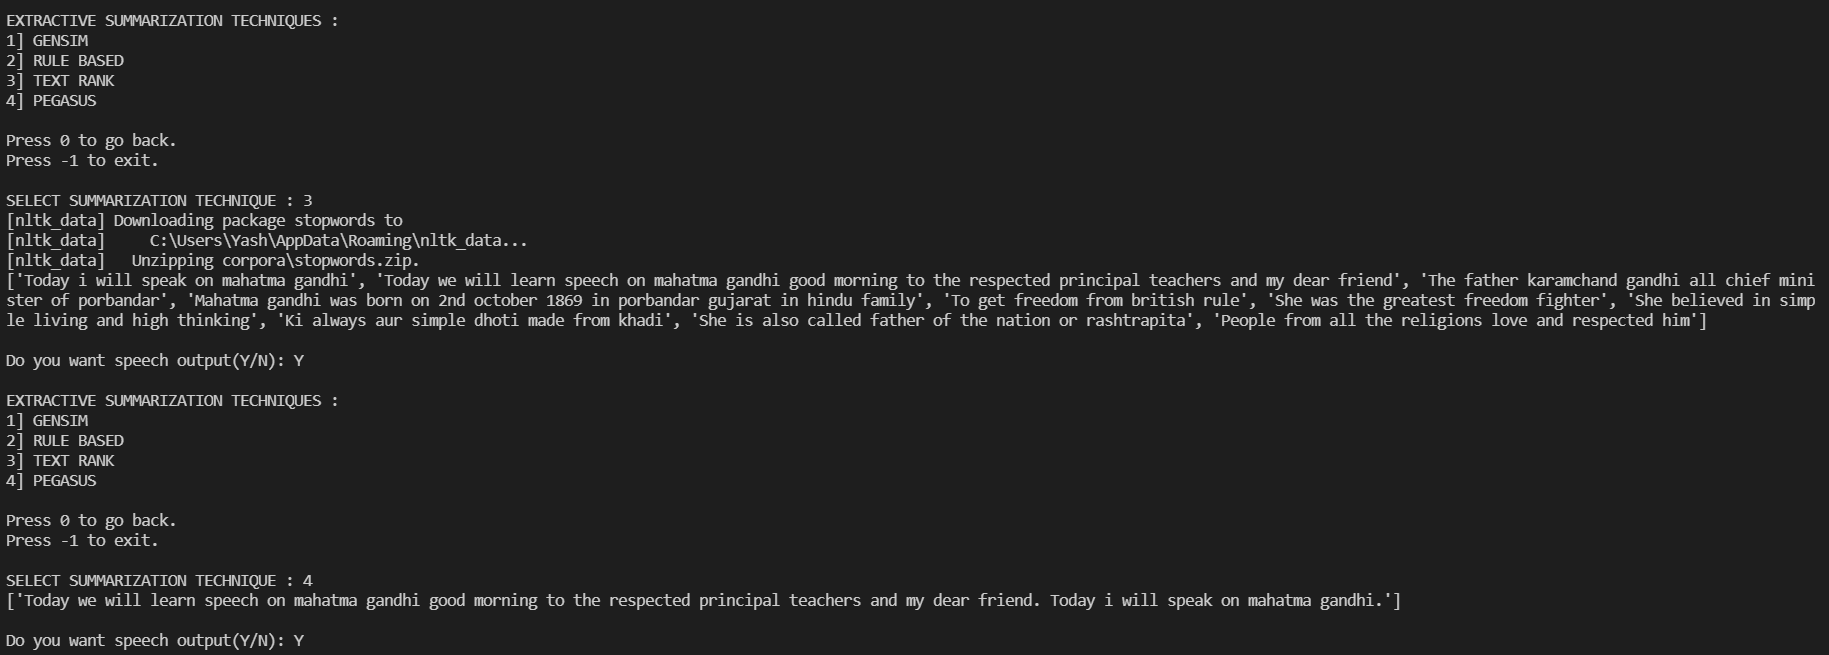 EXTRACTIVE SUMMARIZATION TECHNIQUES :
1] GENSIM
2] RULE BASED
3] TEXT RANK
4] PEGASUS
Press 0 to go back.
Press -1 to exit.
SELECT SUMMARIZATION TECHNIQUE : 3
[nltk_data] Downloading package stopwords to
[nltk_data]     C:\Users\Yash\AppData\Roaming\nltk_data...
[nltk_data]   Unzipping corpora\stopwords.zip.
['Today i will speak on mahatma gandhi', 'Today we will learn speech on mahatma gandhi good morning to the respected principal teachers and my dear friend', 'The father karamchand gandhi all chief mini
ster of porbandar', 'Mahatma gandhi was born on 2nd october 1869 in porbandar gujarat in hindu family', 'To get freedom from british rule', 'She was the greatest freedom fighter', 'She believed in simp
le living and high thinking', 'Ki always aur simple dhoti made from khadi', 'She is also called father of the nation or rashtrapita', 'People from all the religions love and respected him']
Do you want speech output(Y/N): Y
EXTRACTIVE SUMMARIZATION TECHNIQUES :
1] GENSIM
2] RULE BASED
3] TEXT RANK
4] PEGASUS
Press 0 to go back.
Press -1 to exit.
SELECT SUMMARIZATION TECHNIQUE : 4
['Today we will learn speech on mahatma gandhi good morning to the respected principal teachers and my dear friend. Today i will speak on mahatma gandhi.']
Do you want speech output(Y/N): Y